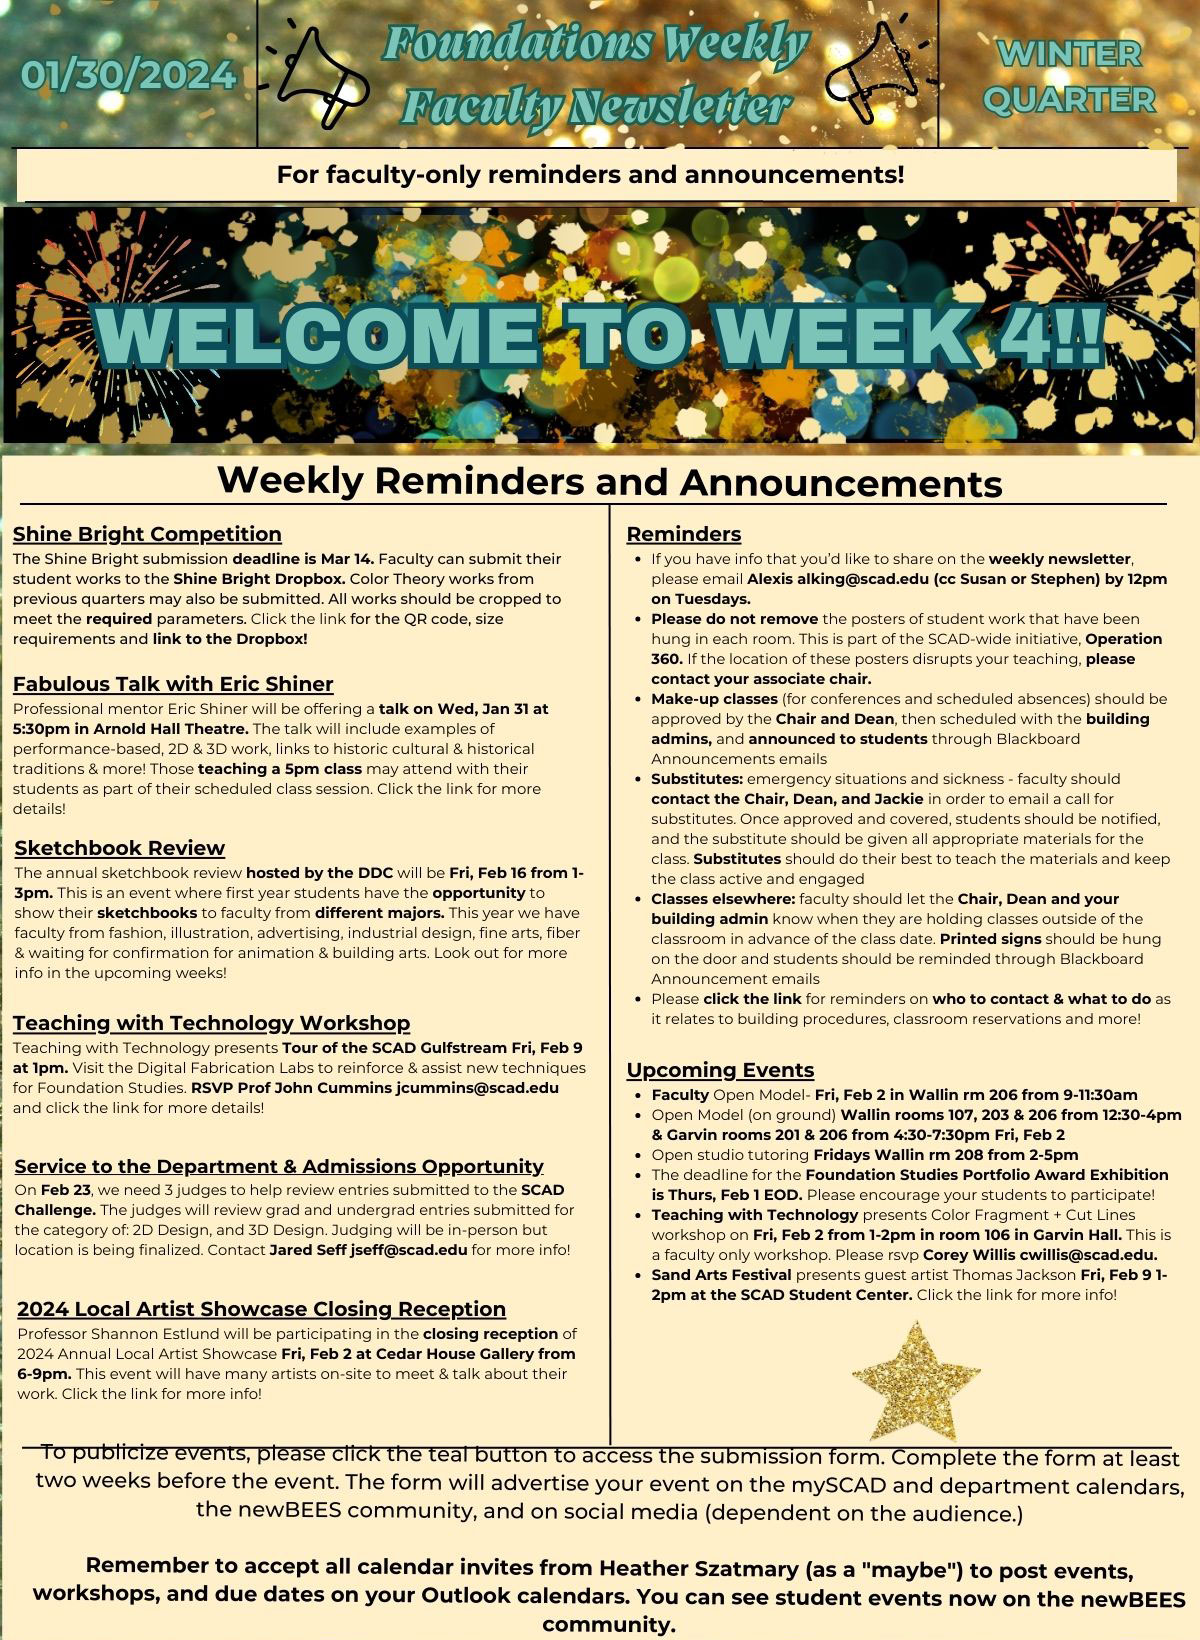 01/30/2024
Foundations Weekly
Faculty Newsletter
WINTER
QUARTER
For faculty-only reminders and announcements!
WELCOME TO WEEK 4!!
Weekly Reminders and Announcements
Shine Bright Competition
The Shine Bright submission deadline is Mar 14. Faculty can submit their
student works to the Shine Bright Dropbox. Color Theory works from
previous quarters may also be submitted. All works should be cropped to
meet the required parameters. Click the link for the QR code, size
requirements and link to the Dropbox!
Fabulous Talk with Eric Shiner
Professional mentor Eric Shiner will be offering a talk on Wed, Jan 31 at
5:30pm in Arnold Hall Theatre. The talk will include examples of
performance-based, 2D & 3D work, links to historic cultural & historical
traditions & more! Those teaching a 5pm class may attend with their
students as part of their scheduled class session. Click the link for more
details!
Sketchbook Review
The annual sketchbook review hosted by the DDC will be Fri, Feb 16 from 1-
3pm. This is an event where first year students have the opportunity to
show their sketchbooks to faculty from different majors. This year we have
faculty from fashion, illustration, advertising, industrial design, fine arts, fiber
& waiting for confirmation for animation & building arts. Look out for more
info in the upcoming weeks!
Teaching with Technology Workshop
Teaching with Technology presents Tour of the SCAD Gulfstream Fri, Feb 9
at 1pm. Visit the Digital Fabrication Labs to reinforce & assist new techniques
for Foundation Studies. RSVP Prof John Cummins jcummins@scad.edu
and click the link for more details!
Service to the Department & Admissions Opportunity
On Feb 23, we need 3 judges to help review entries submitted to the SCAD
Challenge. The judges will review grad and undergrad entries submitted for
the category of: 2D Design, and 3D Design. Judging will be in-person but
location is being finalized. Contact Jared Seff jseff@scad.edu for more info!
2024 Local Artist Showcase Closing Reception
Professor Shannon Estlund will be participating in the closing reception of
2024 Annual Local Artist Showcase Fri, Feb 2 at Cedar House Gallery from
6-9pm. This event will have many artists on-site to meet & talk about their
work. Click the link for more info!
Reminders
• If you have info that you'd like to share on the weekly newsletter,
please email Alexis alking@scad.edu (cc Susan or Stephen) by 12pm
on Tuesdays.
• Please do not remove the posters of student work that have been
hung in each room. This is part of the SCAD-wide initiative, Operation
360. If the location of these posters disrupts your teaching, please
contact your associate chair.
• Make-up classes (for conferences and scheduled absences) should be
approved by the Chair and Dean, then scheduled with the building
admins, and announced to students through Blackboard
Announcements emails
• Substitutes: emergency situations and sickness - faculty should
contact the Chair, Dean, and Jackie in order to email a call for
substitutes. Once approved and covered, students should be notified,
and the substitute should be given all appropriate materials for the
class. Substitutes should do their best to teach the materials and keep
the class active and engaged
• Classes elsewhere: faculty should let the Chair, Dean and your
building admin know when they are holding classes outside of the
classroom in advance of the class date. Printed signs should be hung
on the door and students should be reminded through Blackboard
Announcement emails
• Please click the link for reminders on who to contact & what to do as
it relates to building procedures, classroom reservations and more!
Upcoming Events
• Faculty Open Model- Fri, Feb 2 in Wallin rm 206 from 9-11:30am
• Open Model (on ground) Wallin rooms 107, 203 & 206 from 12:30-4pm
& Garvin rooms 201 & 206 from 4:30-7:30pm Fri, Feb 2
• Open studio tutoring Fridays Wallin rm 208 from 2-5pm
• The deadline for the Foundation Studies Portfolio Award Exhibition
is Thurs, Feb 1 EOD. Please encourage your students to participate!
• Teaching with Technology presents Color Fragment + Cut Lines
workshop on Fri, Feb 2 from 1-2pm in room 106 in Garvin Hall. This is
a faculty only workshop. Please rsvp Corey Willis cwillis@scad.edu.
• Sand Arts Festival presents guest artist Thomas Jackson Fri, Feb 9 1-
2pm at the SCAD Student Center. Click the link for more info!
To publicize events, please click the teal button to access the submission form. Complete the form at least
two weeks before the event. The form will advertise your event on the mySCAD and department calendars,
the newBEES community, and on social media (dependent on the audience.)
Remember to accept all calendar invites from Heather Szatmary (as a "maybe") to post events,
workshops, and due dates on your Outlook calendars. You can see student events now on the newBEES
community.